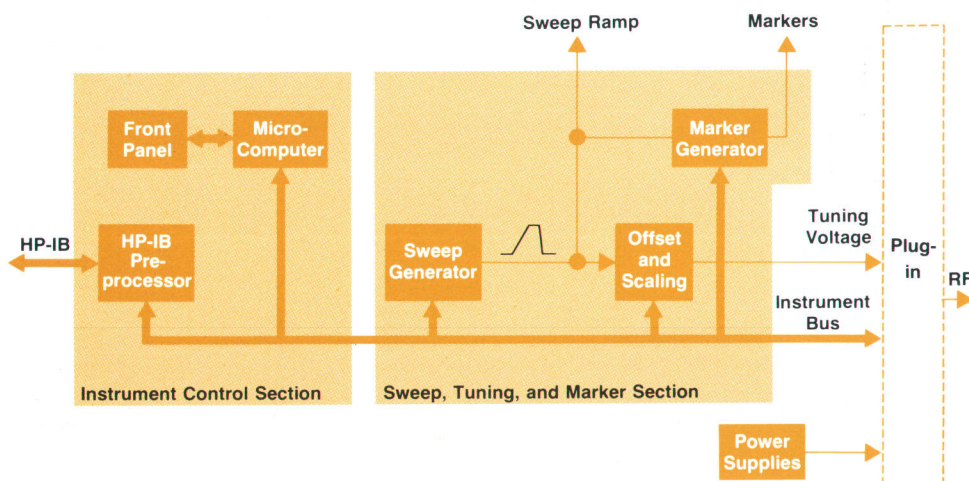 Sweep Ramp
Markers
Front
Panel
Micro-
Computer
Marker
Generator
HP-IB
HP-IB
Pre-
processor
Sweep
Generator
Offset
and
Scaling
Tuning
Voltage
Plug-
in
RF
Instrument
Bus
Instrument Control Section
Sweep, Tuning, and Marker Section
Power
Supplies